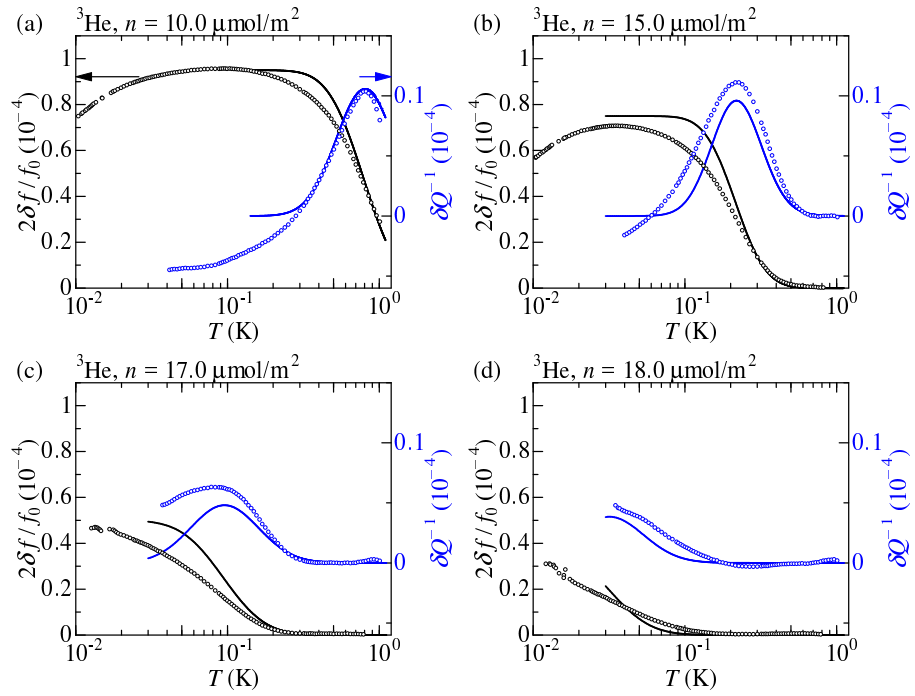 (a) ³He, n = 10.0 μmol/m²
1
0.8
0.6
0.4
0.2
0
2δf / f₀ (10⁻⁴)
0.1
0
δQ⁻¹ (10⁻⁴)
10⁻² 10⁻¹ 10⁰
T (K)
(b) ³He, n = 15.0 μmol/m²
1
0.8
0.6
0.4
0.2
0
2δf / f₀ (10⁻⁴)
0.1
0
δQ⁻¹ (10⁻⁴)
10⁻² 10⁻¹ 10⁰
T (K)
(c) ³He, n = 17.0 μmol/m²
1
0.8
0.6
0.4
0.2
0
2δf / f₀ (10⁻⁴)
0.1
0
δQ⁻¹ (10⁻⁴)
10⁻² 10⁻¹ 10⁰
T (K)
(d) ³He, n = 18.0 μmol/m²
1
0.8
0.6
0.4
0.2
0
2δf / f₀ (10⁻⁴)
0.1
0
δQ⁻¹ (10⁻⁴)
10⁻² 10⁻¹ 10⁰
T (K)